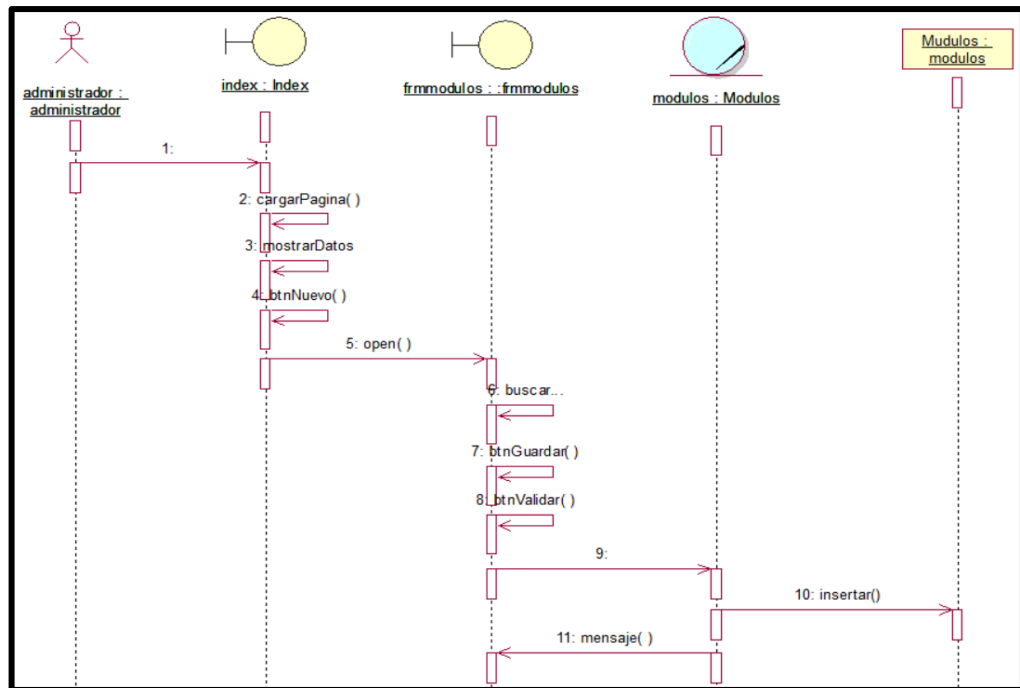 administrador :
administrador
index : Index
frmmodulos : :frmmodulos
modulos : Modulos
Mudulos :
modulos
1:
2: cargarPagina( )
3: mostrarDatos
4: btnNuevo( )
5: open( )
6: buscar...
7: btnGuardar( )
8: btnValidar( )
9:
10: insertar()
11: mensaje( )